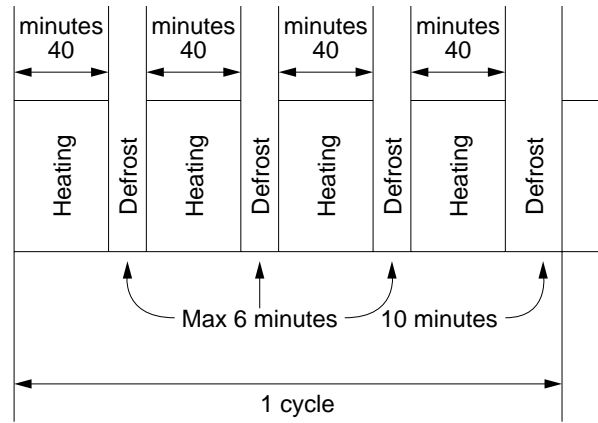 minutes
40
minutes
40
minutes
40
minutes
40
Heating
Defrost
Heating
Defrost
Heating
Defrost
Heating
Defrost
Max 6 minutes
10 minutes
1 cycle